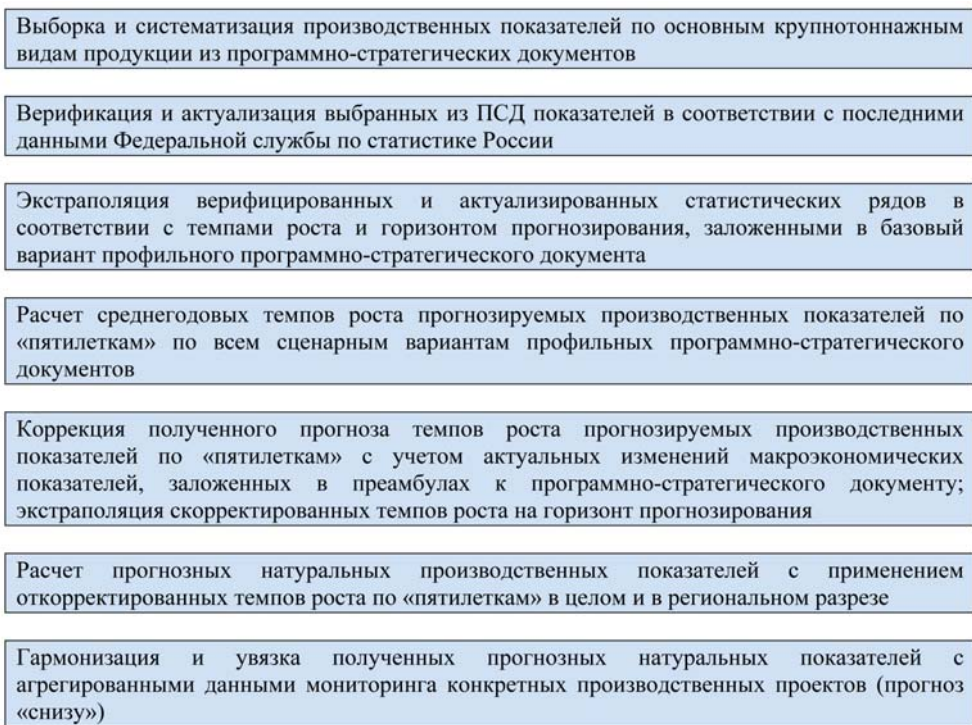 Выборка и систематизация производственных показателей по основным крупнотоннажным
видам продукции из программно-стратегических документов
Верификация и актуализация выбранных из ПСД показателей в соответствии с последними
данными Федеральной службы по статистике России
Экстраполяция верифицированных и актуализированных статистических рядов в
соответствии с темпами роста и горизонтом прогнозирования, заложенными в базовый
вариант профильного программно-стратегического документа
Расчет среднегодовых темпов роста прогнозируемых производственных показателей по
«пятилеткам» по всем сценарным вариантам профильных программно-стратегического
документов
Коррекция полученного прогноза темпов роста прогнозируемых производственных
показателей по «пятилеткам» с учетом актуальных изменений макроэкономических
показателей, заложенных в преамбулах к программно-стратегического документу;
экстраполяция скорректированных темпов роста на горизонт прогнозирования
Расчет прогнозных натуральных производственных показателей с применением
откорректированных темпов роста по «пятилеткам» в целом и в региональном разрезе
Гармонизация и увязка полученных прогнозных натуральных показателей с
агрегированными данными мониторинга конкретных производственных проектов (прогноз
«снизу»)